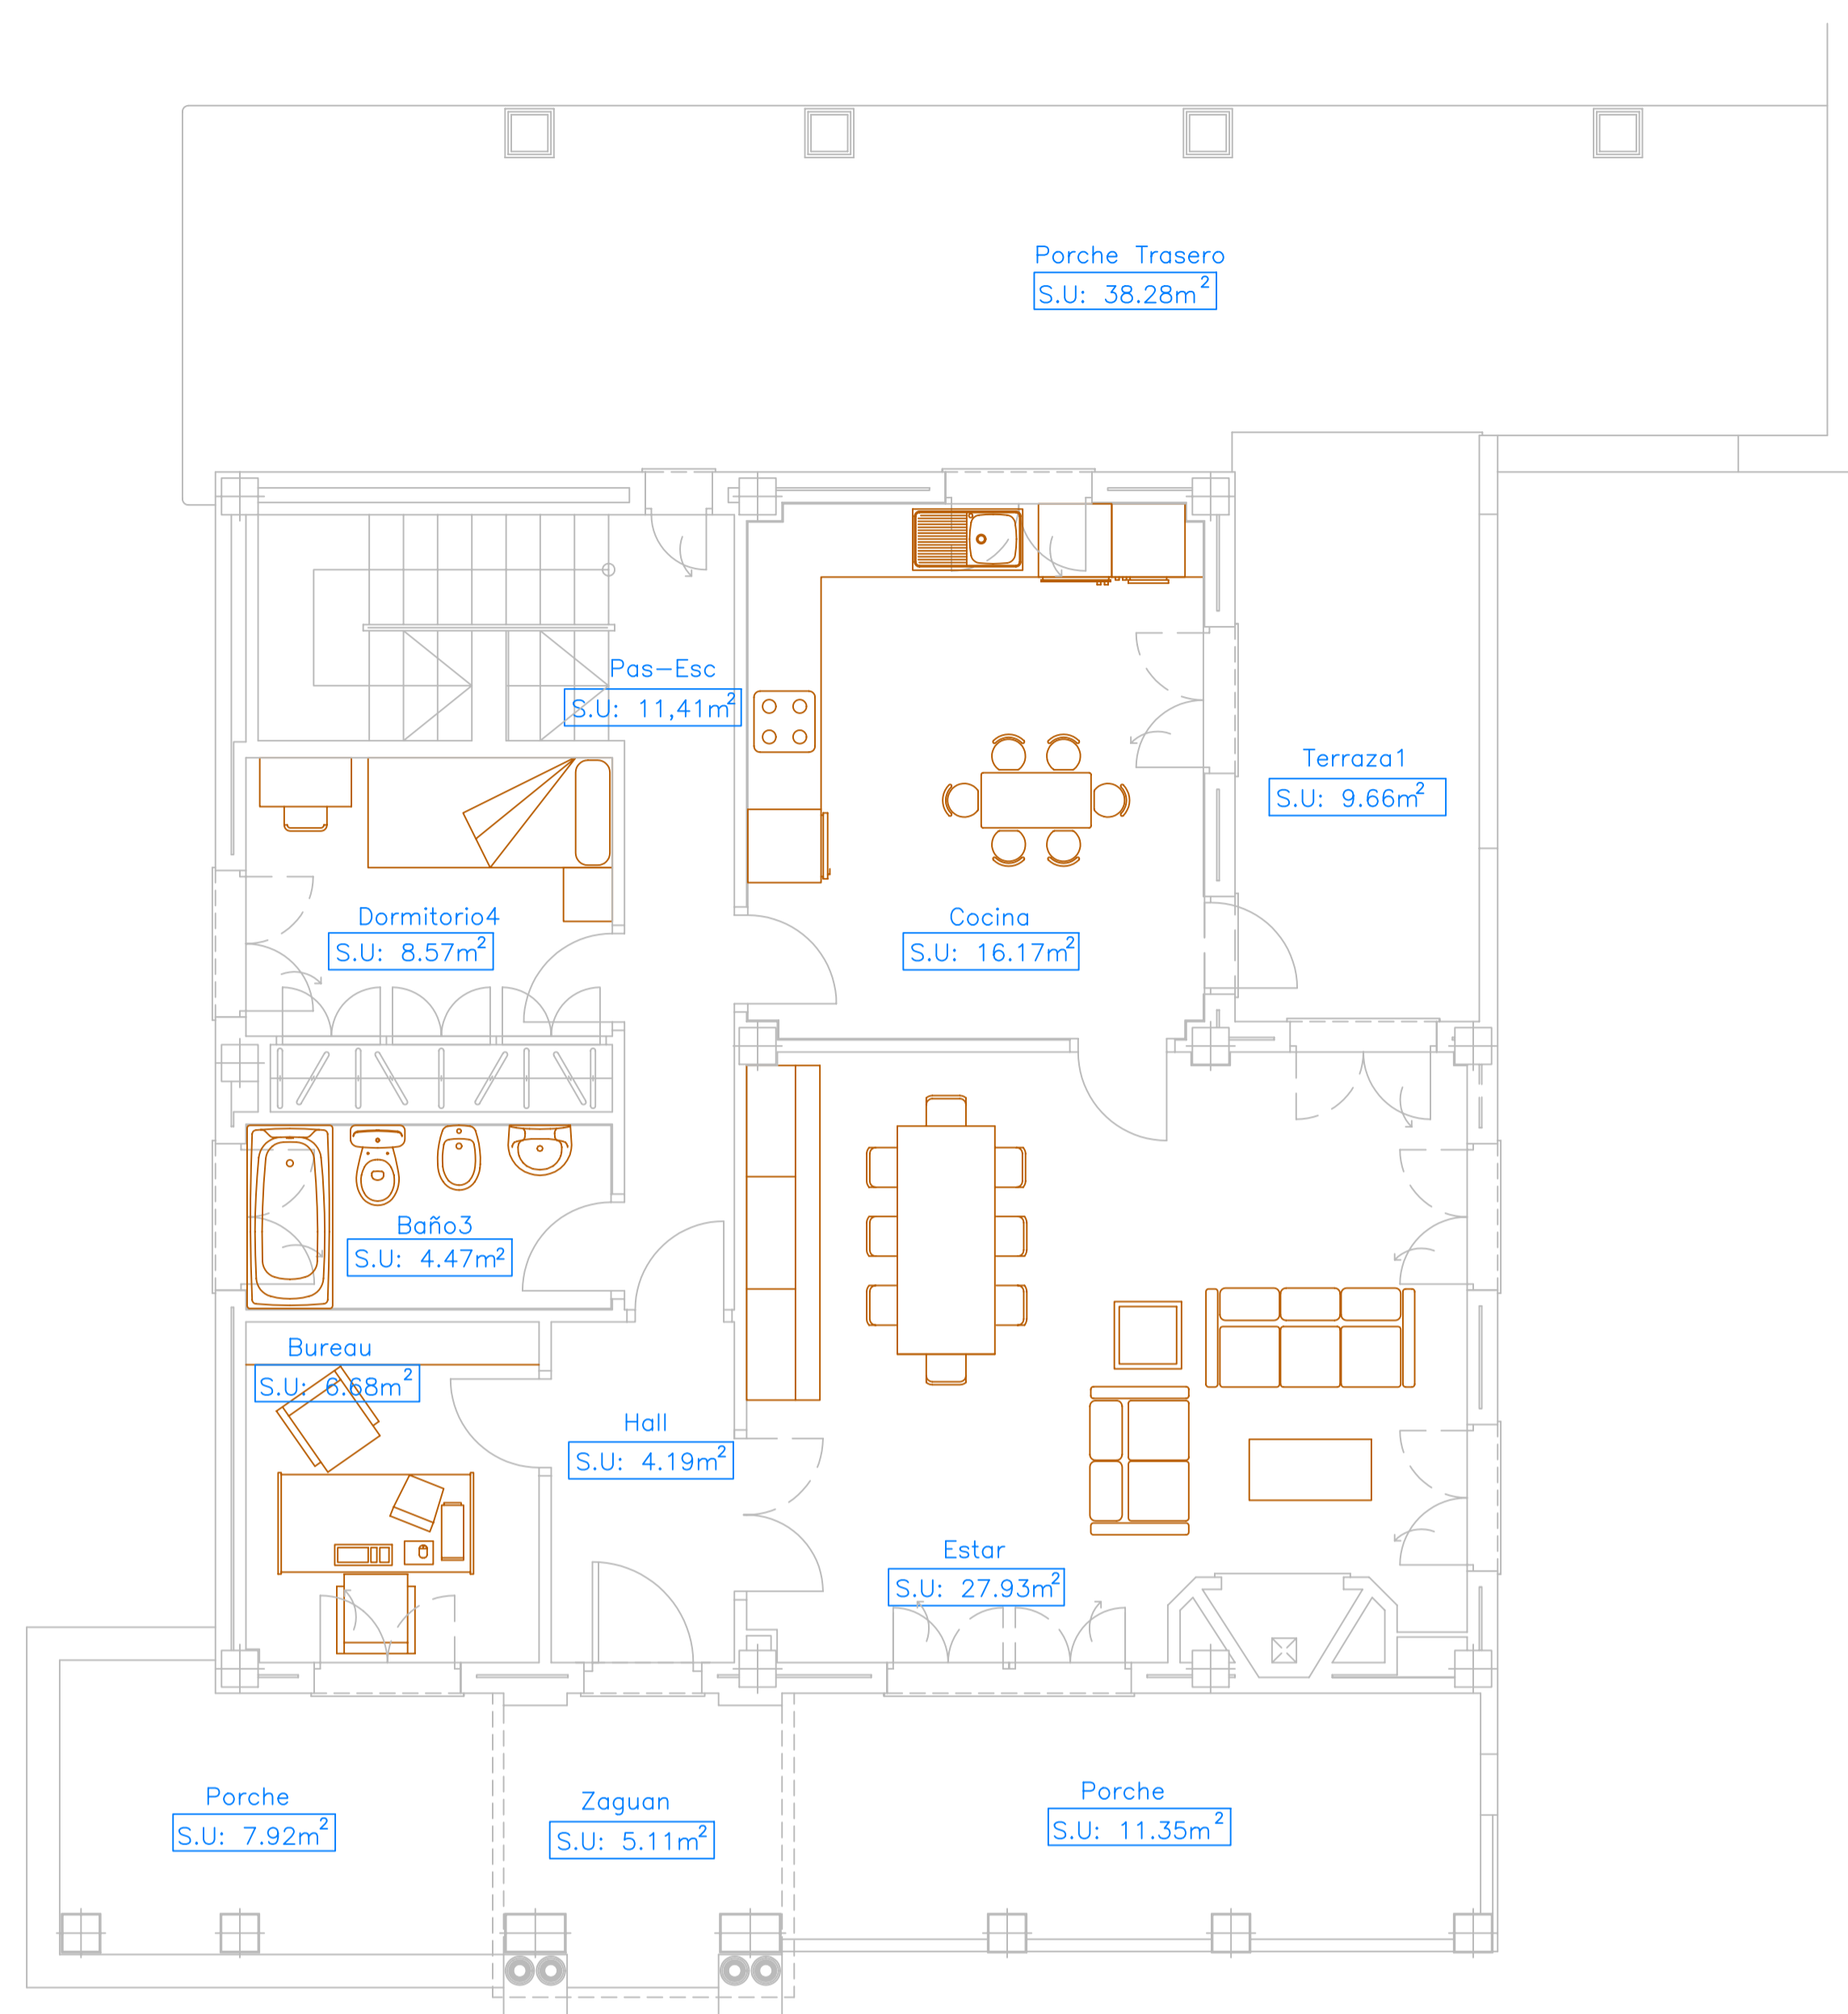 Porche Trasero
S.U: 38.28m²
Pas-Esc
S.U: 11,41m²
Terraza1
S.U: 9.66m²
Dormitorio4
S.U: 8.57m²
Cocina
S.U: 16.17m²
Baño3
S.U: 4.47m²
Bureau
S.U: 6.68m²
Hall
S.U: 4.19m²
Estar
S.U: 27.93m²
Porche
S.U: 7.92m²
Zaguan
S.U: 5.11m²
Porche
S.U: 11.35m²